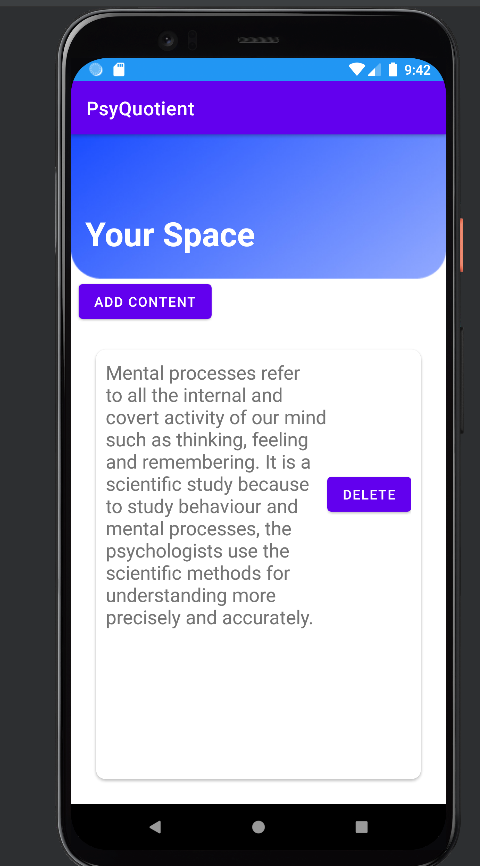 9:42
PsyQuotient
Your Space
ADD CONTENT
Mental processes refer
to all the internal and
covert activity of our mind
such as thinking, feeling
and remembering. It is a
scientific study because
to study behaviour and
mental processes, the
psychologists use the
scientific methods for
understanding more
precisely and accurately.
DELETE